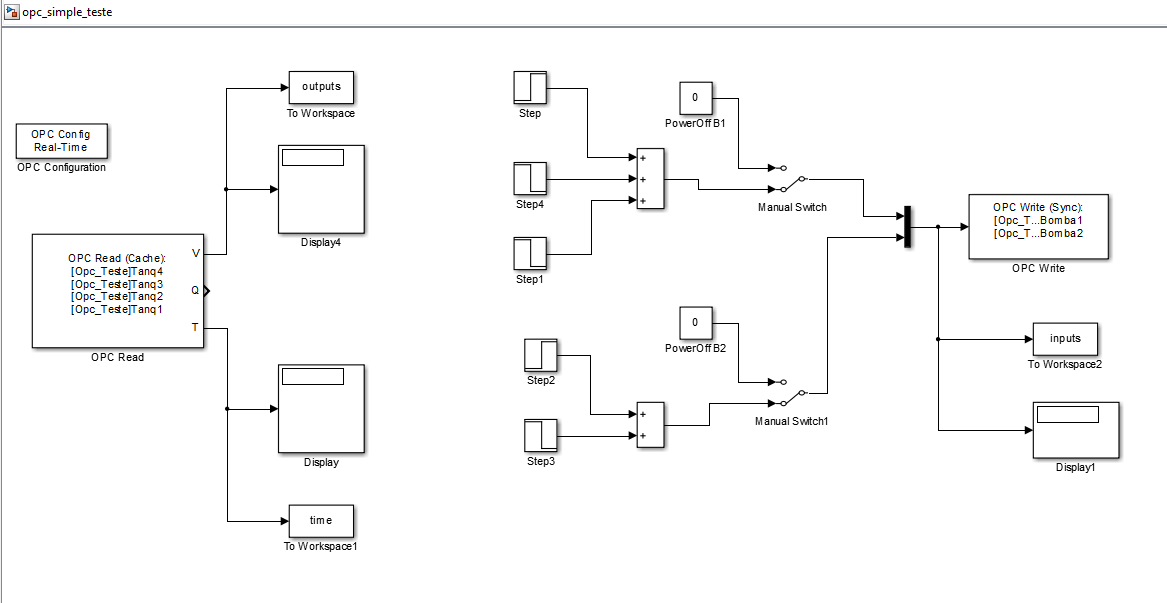 opc_simple_teste
outputs
To Workspace
OPC Config
Real-Time
OPC Configuration
Display4
OPC Read (Cache):
[Opc_Teste]Tanq4
[Opc_Teste]Tanq3
[Opc_Teste]Tanq2
[Opc_Teste]Tanq1
V
Q
T
OPC Read
Display
time
To Workspace1
Step
Step4
Step1
+
+
+
0
PowerOff B1
Manual Switch
Step2
Step3
+
+
0
PowerOff B2
Manual Switch1
OPC Write (Sync):
[Opc_T...Bomba1
[Opc_T...Bomba2
OPC Write
inputs
To Workspace2
Display1